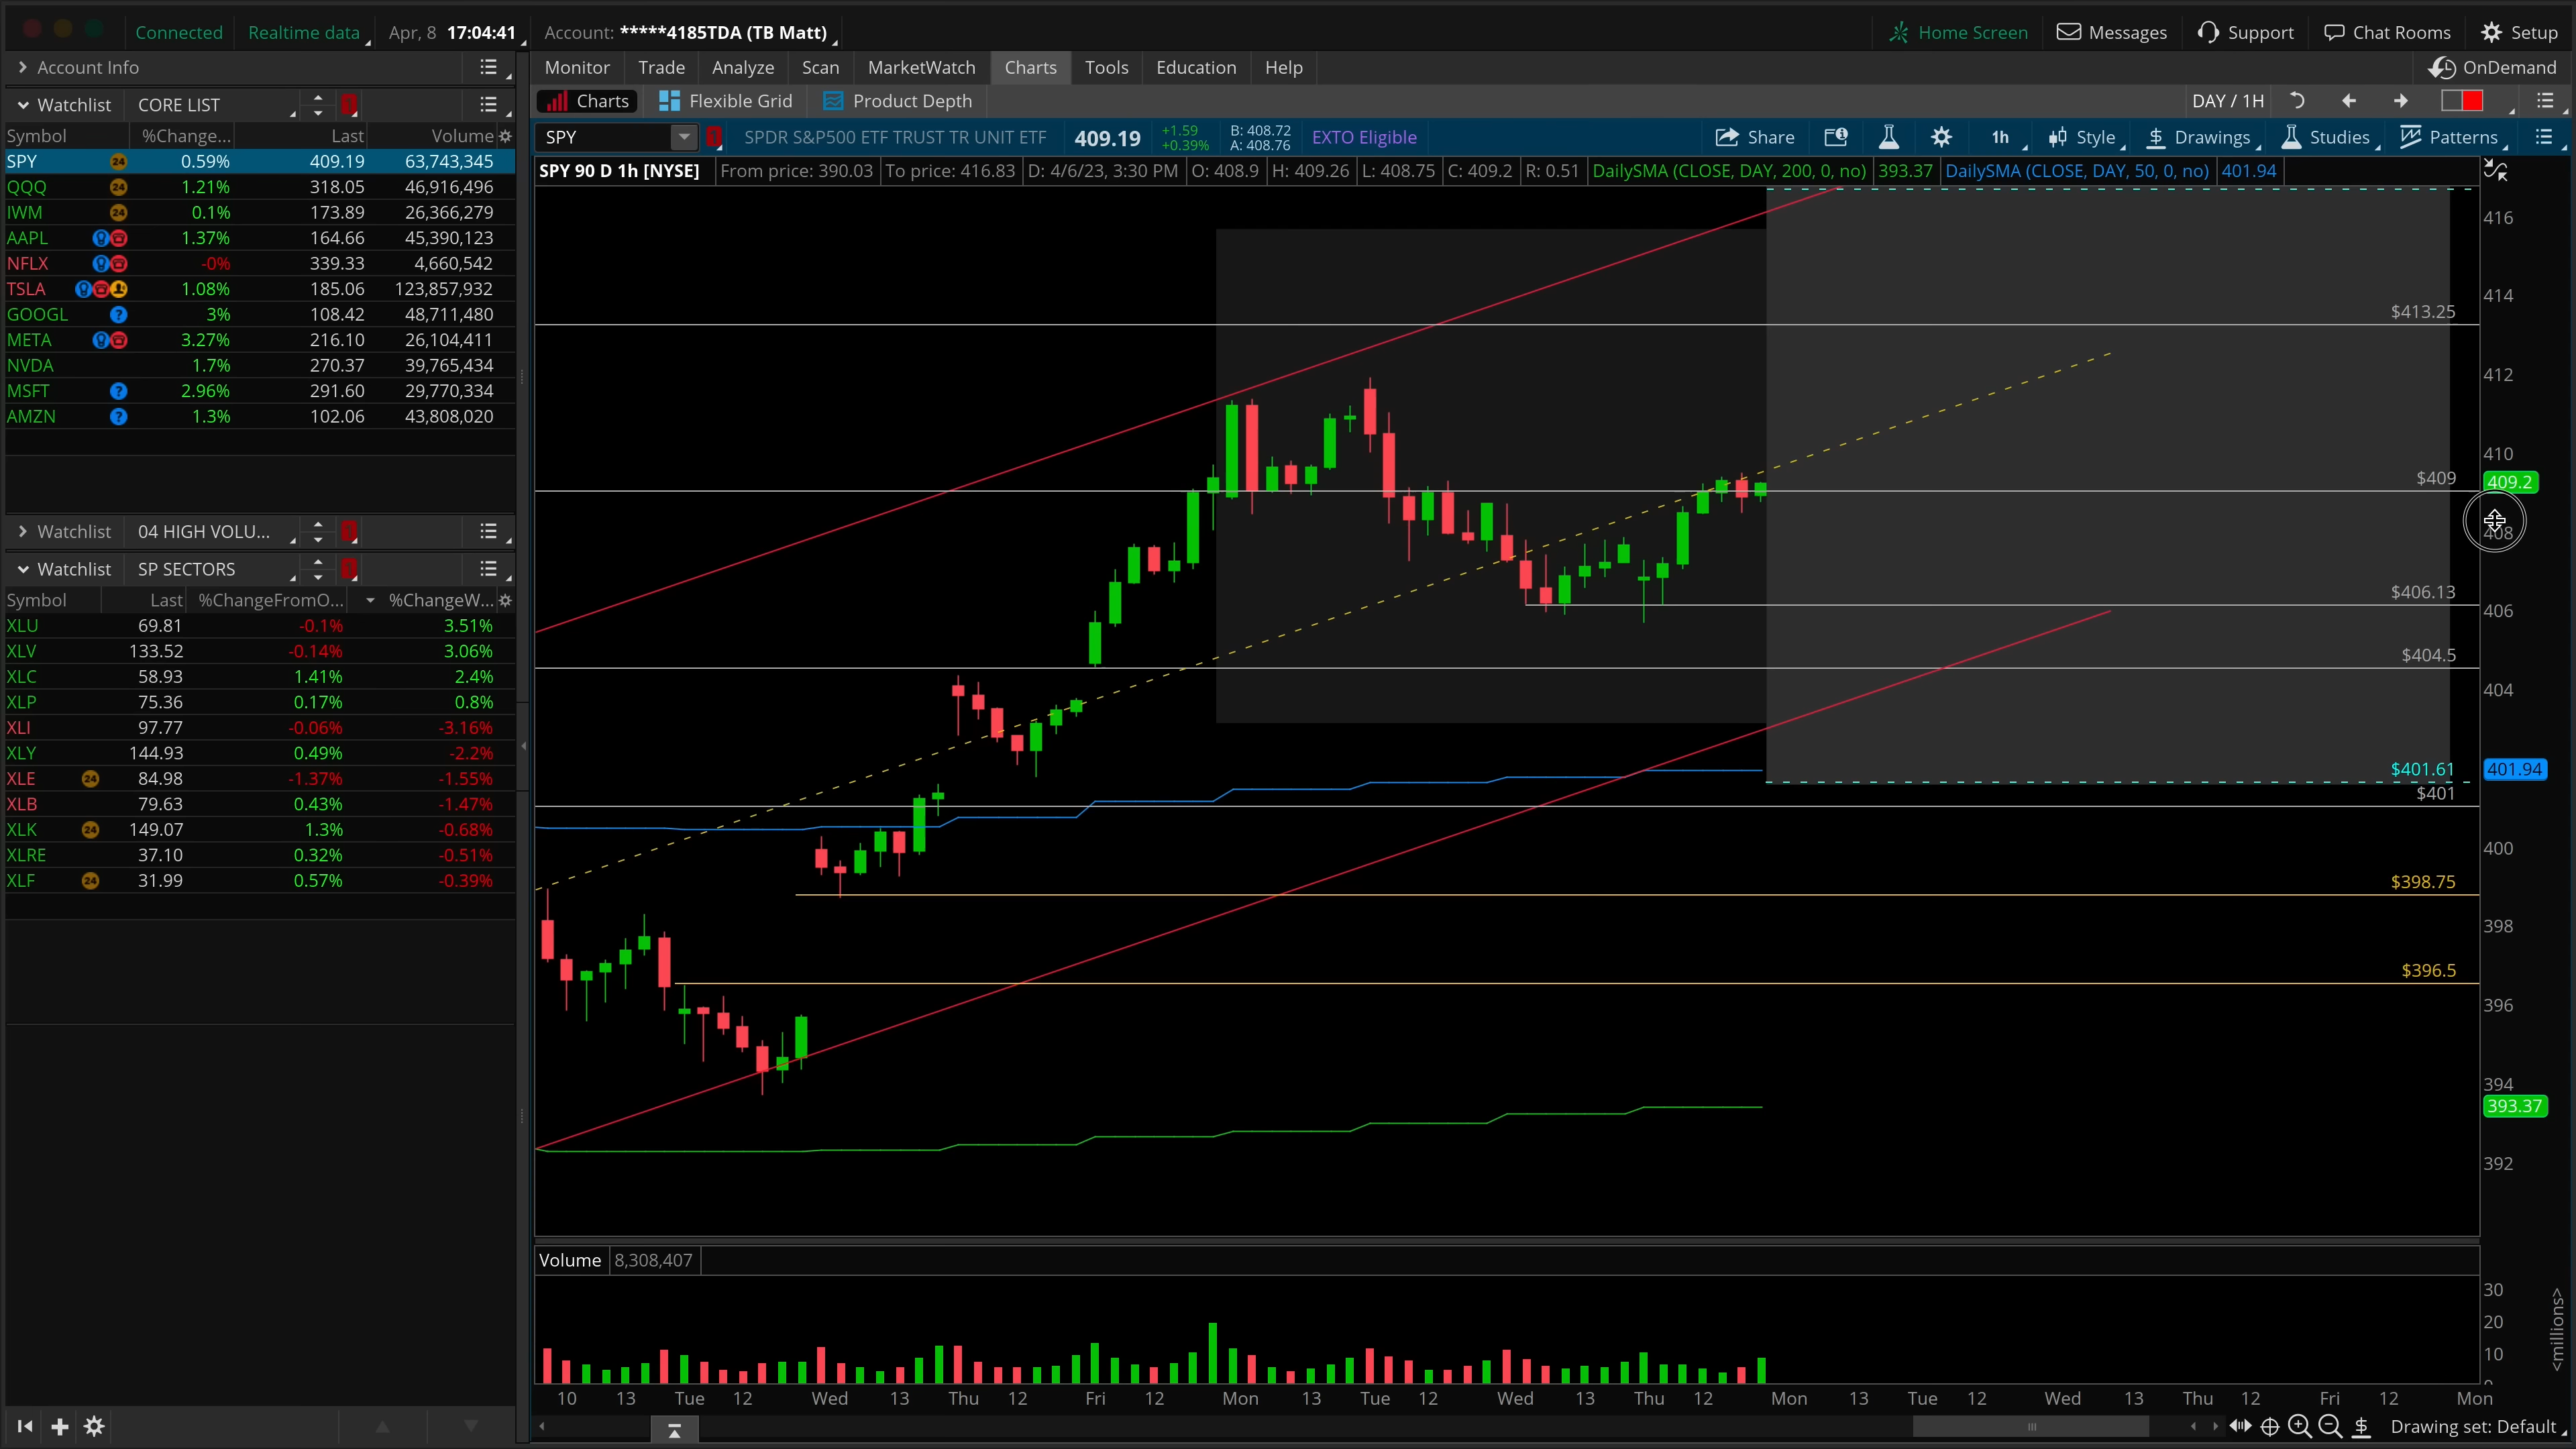 Connected Realtime data Apr, 8 17:04:41 Account: *****4185TDA (TB Matt) Home Screen Messages Support Chat Rooms Setup
Account Info
Monitor Trade Analyze Scan MarketWatch Charts Tools Education Help OnDemand
Watchlist CORE LIST
Charts Flexible Grid Product Depth DAY / 1H
Symbol %Change... Last Volume
SPY SPDR S&P500 ETF TRUST TR UNIT ETF 409.19 +1.59 +0.39% B: 408.72 A: 408.76 EXTO Eligible Share 1h Style Drawings Studies Patterns
SPY 90 D 1h [NYSE] From price: 390.03 To price: 416.83 D: 4/6/23, 3:30 PM O: 408.9 H: 409.26 L: 408.75 C: 409.2 R: 0.51 DailySMA (CLOSE, DAY, 200, 0, no) 393.37 DailySMA (CLOSE, DAY, 50, 0, no) 401.94
SPY 24 0.59% 409.19 63,743,345
QQQ 24 1.21% 318.05 46,916,496
IWM 24 0.1% 173.89 26,366,279
AAPL 1.37% 164.66 45,390,123
NFLX -0% 339.33 4,660,542
TSLA 1.08% 185.06 123,857,932
GOOGL ? 3% 108.42 48,711,480
META 3.27% 216.10 26,104,411
NVDA 1.7% 270.37 39,765,434
MSFT ? 2.96% 291.60 29,770,334
AMZN ? 1.3% 102.06 43,808,020
Watchlist 04 HIGH VOLU...
Watchlist SP SECTORS
Symbol Last %ChangeFromO... %ChangeW...
XLU 69.81 -0.1% 3.51%
XLV 133.52 -0.14% 3.06%
XLC 58.93 1.41% 2.4%
XLP 75.36 0.17% 0.8%
XLI 97.77 -0.06% -3.16%
XLY 144.93 0.49% -2.2%
XLE 24 84.98 -1.37% -1.55%
XLB 79.63 0.43% -1.47%
XLK 24 149.07 1.3% -0.68%
XLRE 37.10 0.32% -0.51%
XLF 24 31.99 0.57% -0.39%
416
414
$413.25
412
410
$409 409.2
408
$406.13
406
$404.5
404
$401.61 401.94
$401
400
$398.75
398
$396.5
396
394
393.37
392
Volume 8,308,407
30
20
10
<millions>
10 13 Tue 12 Wed 13 Thu 12 Fri 12 Mon 13 Tue 12 Wed 13 Thu 12 Mon 13 Tue 12 Wed 13 Thu 12 Fri 12 Mon
Drawing set: Default